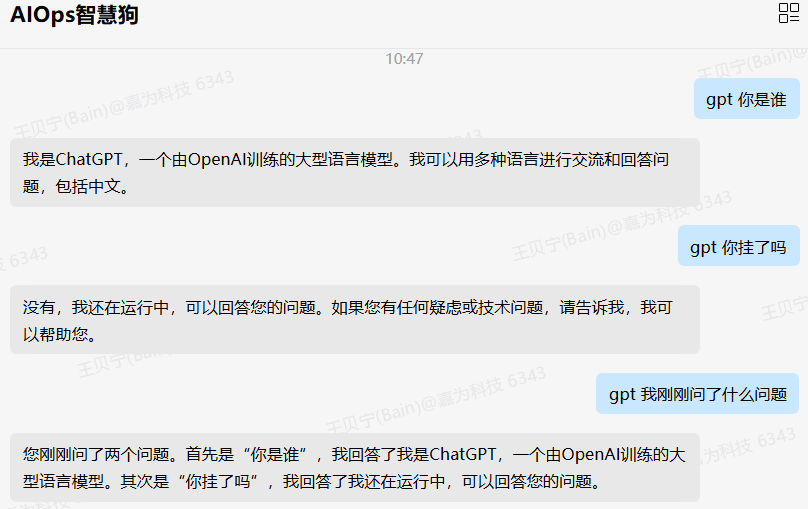 AIOps智慧狗
10:47
王贝宁(Bain)@嘉为科技 6343
王贝宁(Bain)@
gpt 你是谁
6343
我是ChatGPT，一个由OpenAI训练的大型语言模型。我可以用多种语言进行交流和回答问
题，包括中文。
王贝宁(Bain)@嘉为科技 6343
gpt 你挂了吗
技 6343
没有，我还在运行中，可以回答您的问题。如果您有任何疑虑或技术问题，请告诉我，我可
以帮助您。
王贝宁
王贝宁(Bain)
gpt 我刚刚问了什么问题
王贝宁(Bain)@嘉为科技 6343
您刚刚问了两个问题。首先是“你是谁”，我回答了我是ChatGPT，一个由OpenAI训练的大
型语言模型。其次是“你挂了吗”，我回答了我还在运行中，可以回答您的问题。
嘉为科技 6343